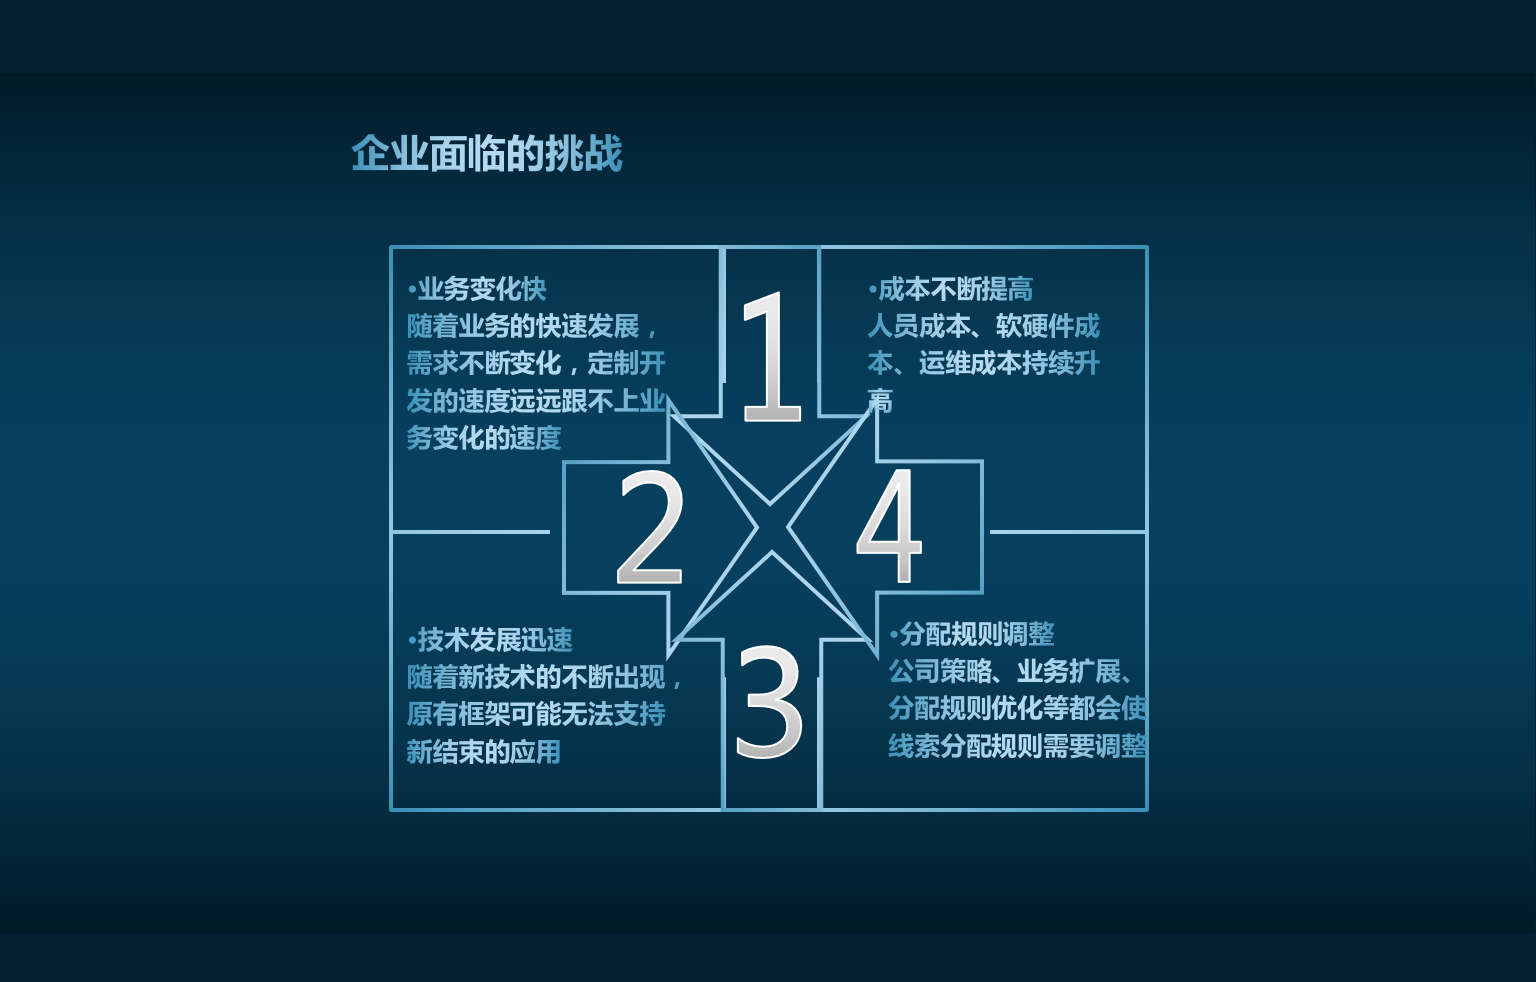 企业面临的挑战
•业务变化快
随着业务的快速发展，
需求不断变化，定制开
发的速度远远跟不上业
务变化的速度
1
•成本不断提高
人员成本、软硬件成
本、运维成本持续升
高
2
4
•技术发展迅速
随着新技术的不断出现，
原有框架可能无法支持
新结束的应用
3
•分配规则调整
公司策略、业务扩展、
分配规则优化等都会使
线索分配规则需要调整